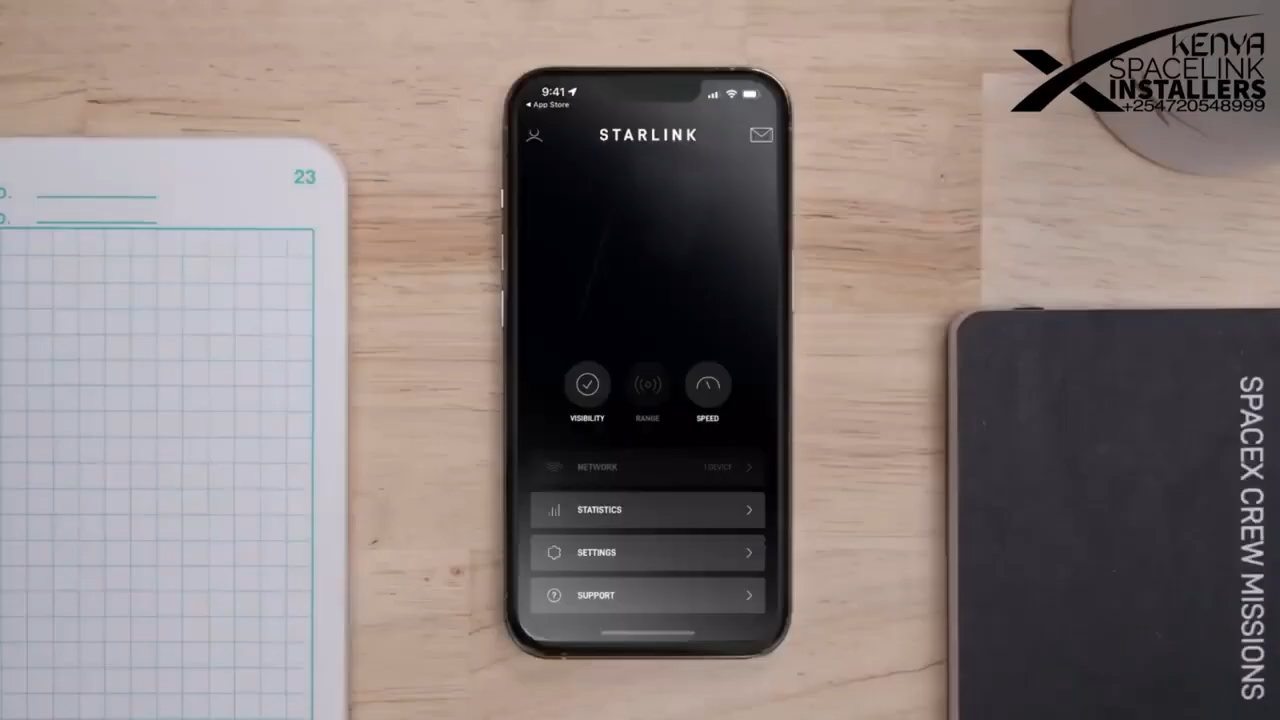 KENYA
SPACELINK
INSTALLERS
+254720548999
9:41
App Store
STARLINK
23
VISIBILITY
RANGE
SPEED
NETWORK
1 DEVICE
STATISTICS
SETTINGS
SUPPORT
SPACEX CREW MISSIONS